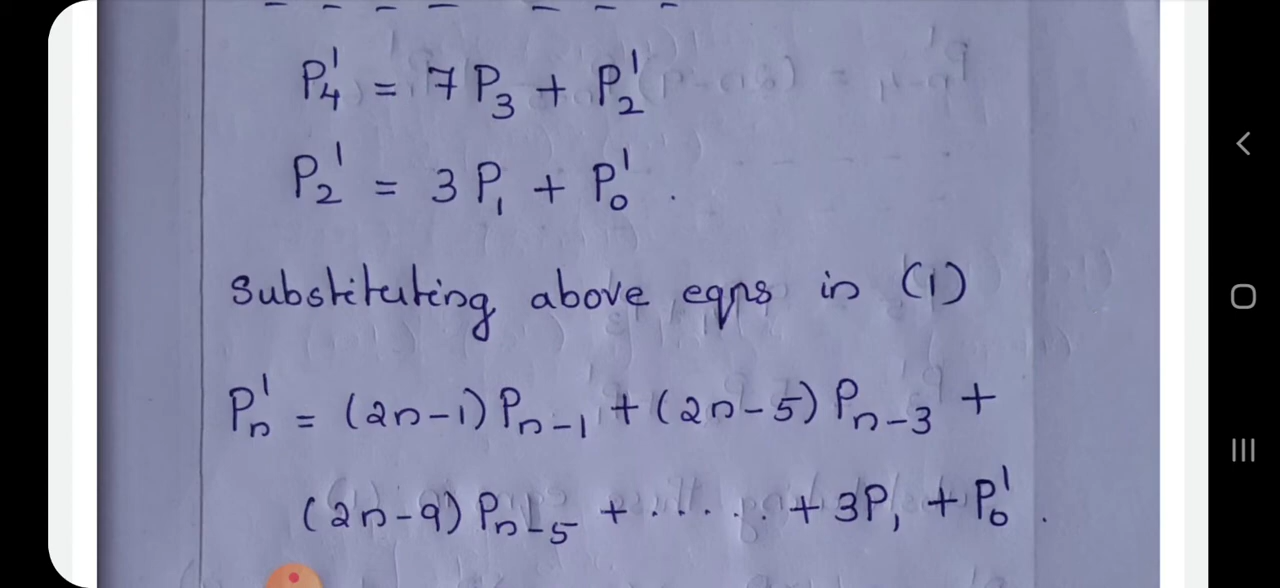 P₄' = 7 P₃ + P₂'
P₂' = 3 P₁ + P₀' .
substituting above eqns in (1)
Pₙ' = (2n-1) Pₙ₋₁ + (2n-5) Pₙ₋₃ +
(2n-9) Pₙ₋₅ + ...... + 3P₁ + P₀' .